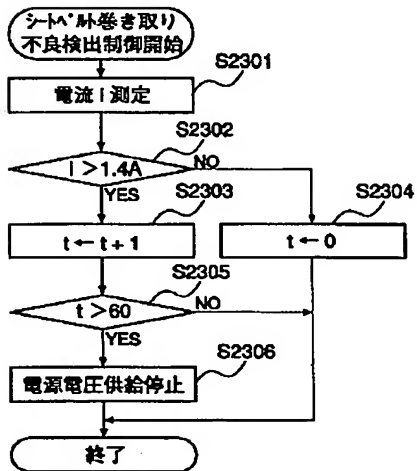 シートベルト巻き取り
不良検出制御開始
S2301
電流I測定
S2302
I＞1.4A
NO
YES
S2303
S2304
t←t+1
t←0
S2305
t＞60
NO
YES
S2306
電源電圧供給停止
終了